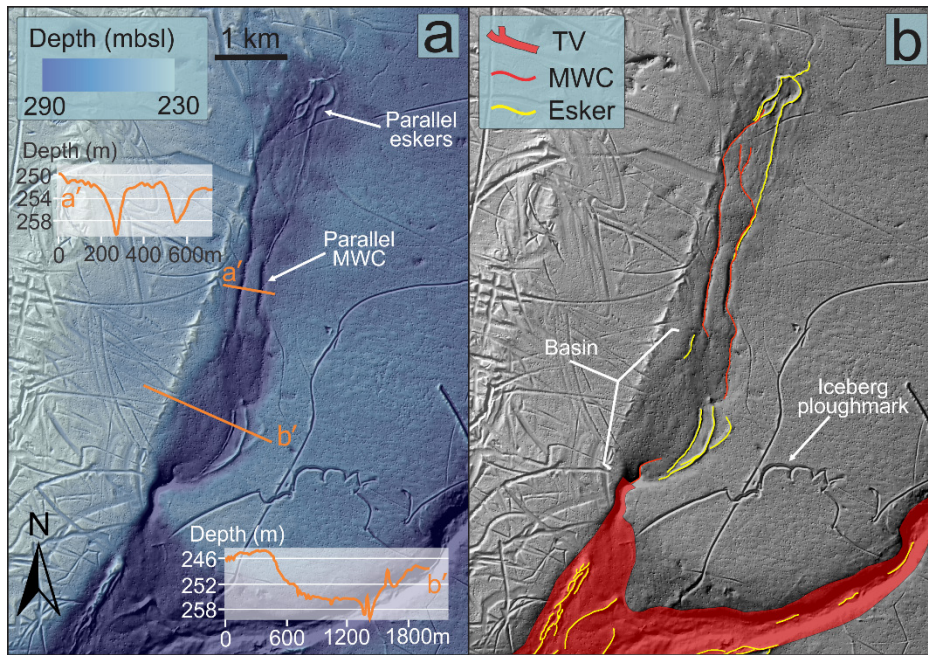 Depth (mbsl)
290 230
1 km
a
Parallel
eskers
Depth (m)
250
254
258
a'
0 200 400 600m
Parallel
MWC
a'
b'
N
Depth (m)
246
252
258
b'
0 600 1200 1800m
b
TV
MWC
Esker
Basin
Iceberg
ploughmark